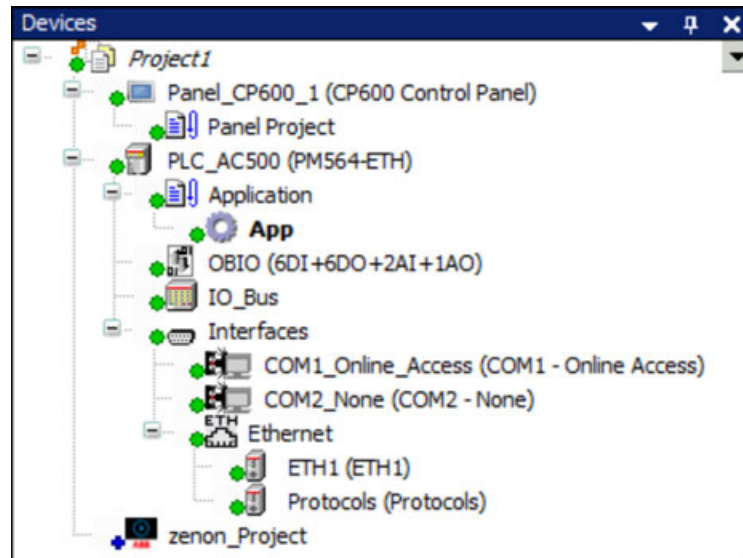 Devices
Project1
Panel_CP600_1 (CP600 Control Panel)
Panel Project
PLC_AC500 (PM564-ETH)
Application
App
OBIO (6DI+6DO+2AI+1AO)
IO_Bus
Interfaces
COM1_Online_Access (COM1 - Online Access)
COM2_None (COM2 - None)
ETH
Ethernet
ETH1 (ETH1)
Protocols (Protocols)
ABB
zenon_Project